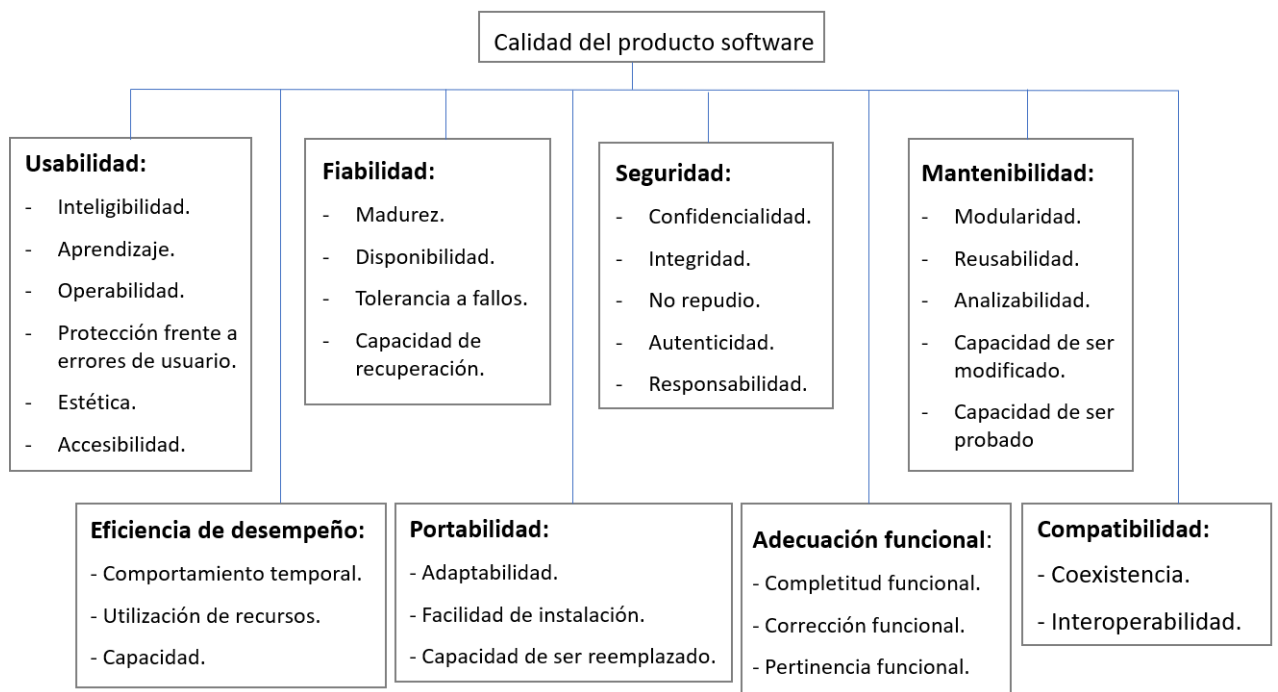 Calidad del producto software
Usabilidad:
- Inteligibilidad.
- Aprendizaje.
- Operabilidad.
- Protección frente a
errores de usuario.
- Estética.
- Accesibilidad.
Fiabilidad:
- Madurez.
- Disponibilidad.
- Tolerancia a fallos.
- Capacidad de
recuperación.
Seguridad:
- Confidencialidad.
- Integridad.
- No repudio.
- Autenticidad.
- Responsabilidad.
Mantenibilidad:
- Modularidad.
- Reusabilidad.
- Analizabilidad.
- Capacidad de ser
modificado.
- Capacidad de ser
probado
Eficiencia de desempeño:
- Comportamiento temporal.
- Utilización de recursos.
- Capacidad.
Portabilidad:
- Adaptabilidad.
- Facilidad de instalación.
- Capacidad de ser reemplazado.
Adecuación funcional:
- Completitud funcional.
- Corrección funcional.
- Pertinencia funcional.
Compatibilidad:
- Coexistencia.
- Interoperabilidad.